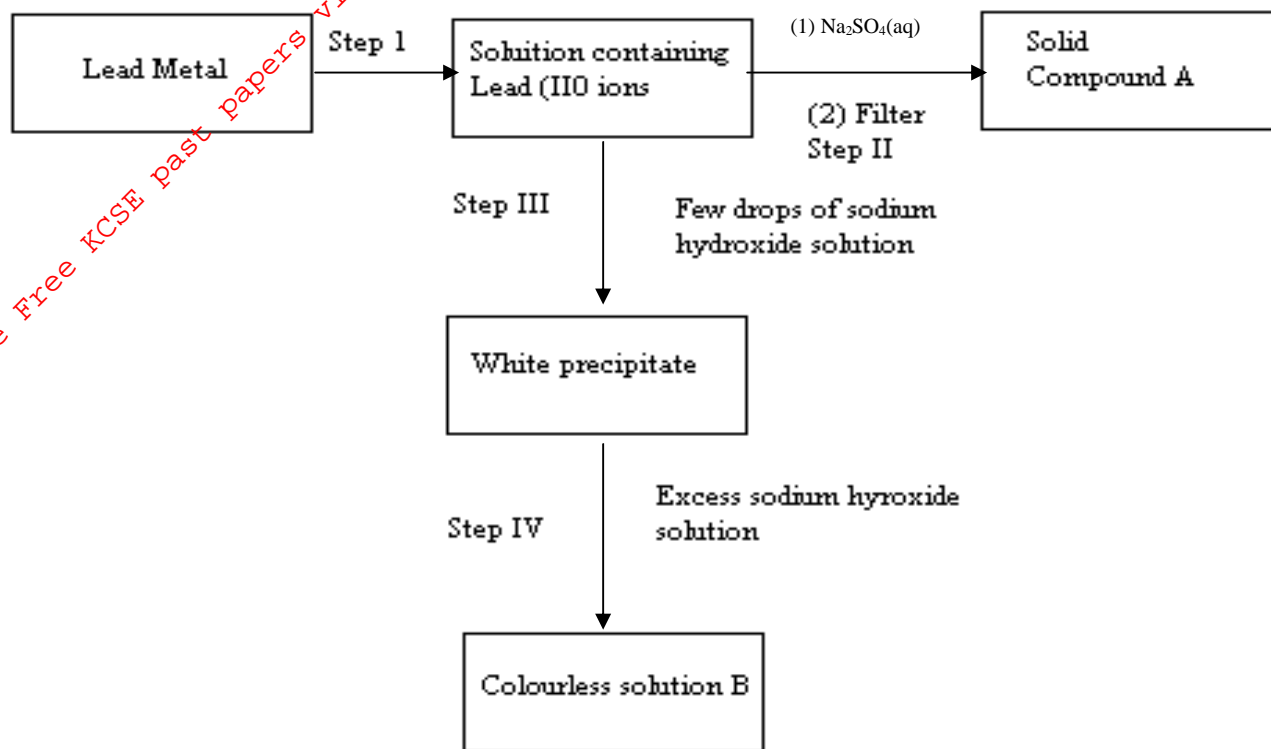 Lead Metal
Step 1
Soluition containing
Lead (II0 ions
(1) Na₂SO₄(aq)
(2) Filter
Step II
Solid
Compound A
Step III
Few drops of sodium
hydroxide solution
White precipitate
Step IV
Excess sodium hyroxide
solution
Colourless solution B
Free KCSE past papers